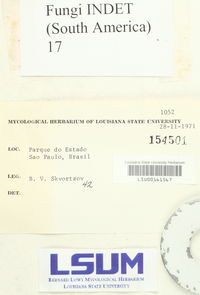 Fungi INDET
(South America)
17
1052
MYCOLOGICAL HERBARIUM OF LOUISIANA STATE UNIVERSITY
28-11-1971
154501
LOC. Parque do Estado
Sao Paulo, Brazil
Louisiana State University Herbarium
LEG. B. V. Skvortzov
42
DET.
LSUM
BERNARD LOWY MYCOLOGICAL HERBARIUM
LOUISIANA STATE UNIVERSITY